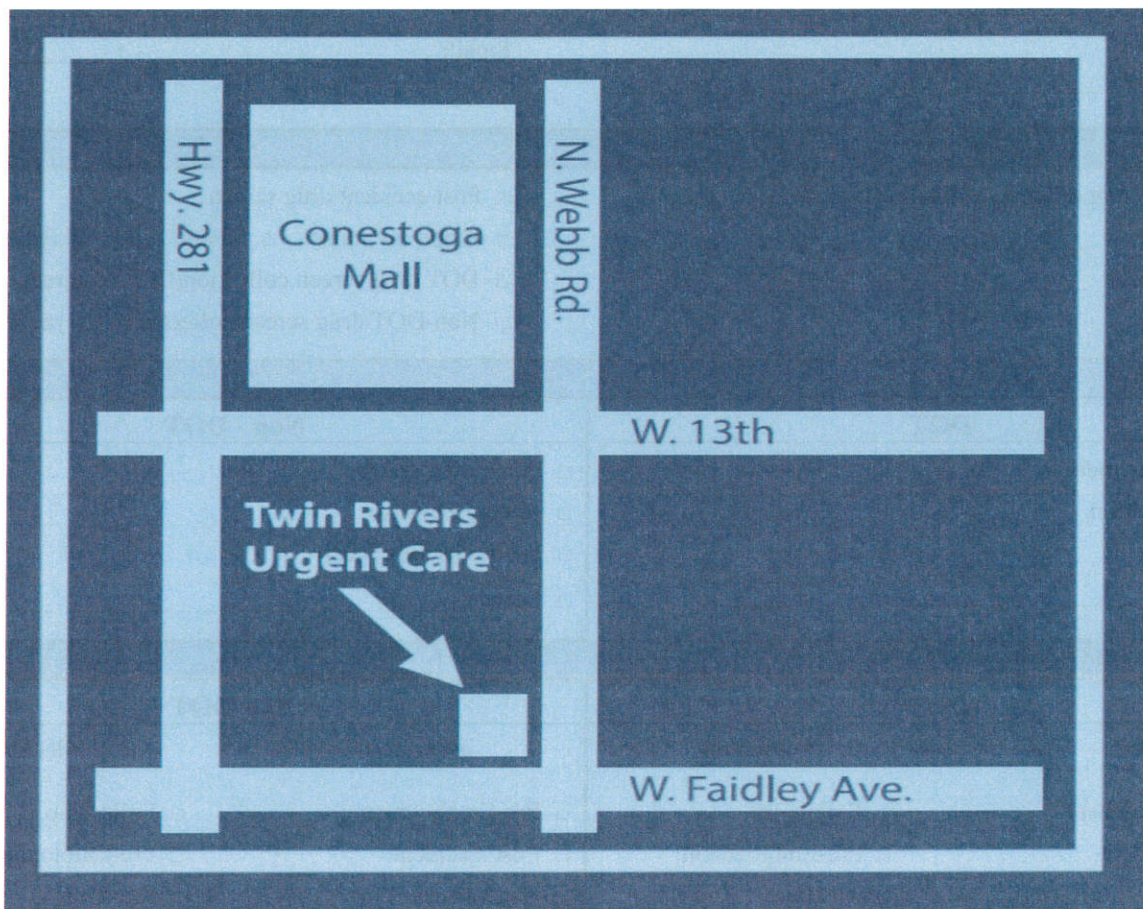 Hwy. 281
Conestoga
Mall
N. Webb Rd.
W. 13th
Twin Rivers
Urgent Care
W. Faidley Ave.